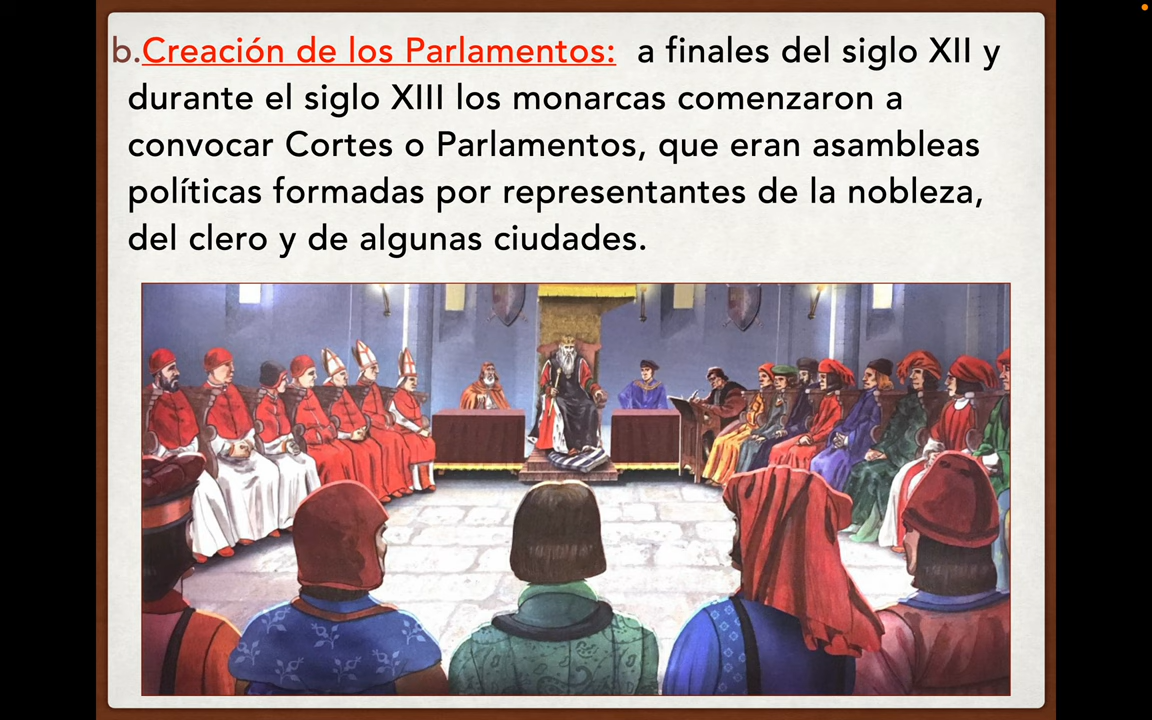 b.Creación de los Parlamentos: a finales del siglo XII y
durante el siglo XIII los monarcas comenzaron a
convocar Cortes o Parlamentos, que eran asambleas
políticas formadas por representantes de la nobleza,
del clero y de algunas ciudades.